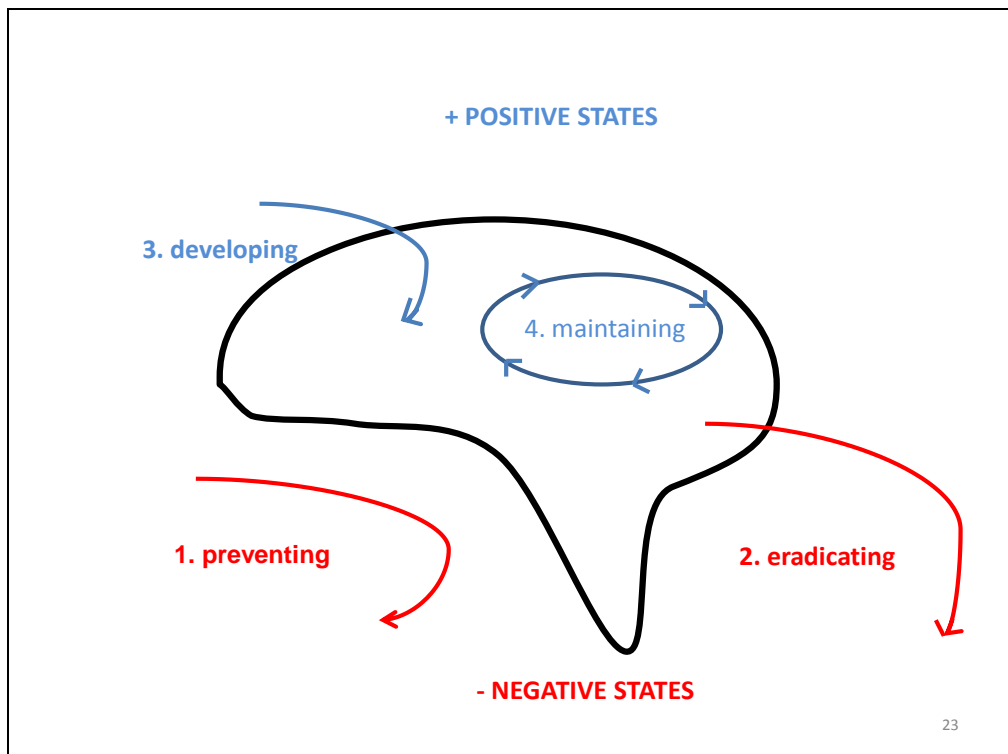 + POSITIVE STATES
3. developing
4. maintaining
1. preventing
2. eradicating
- NEGATIVE STATES
23